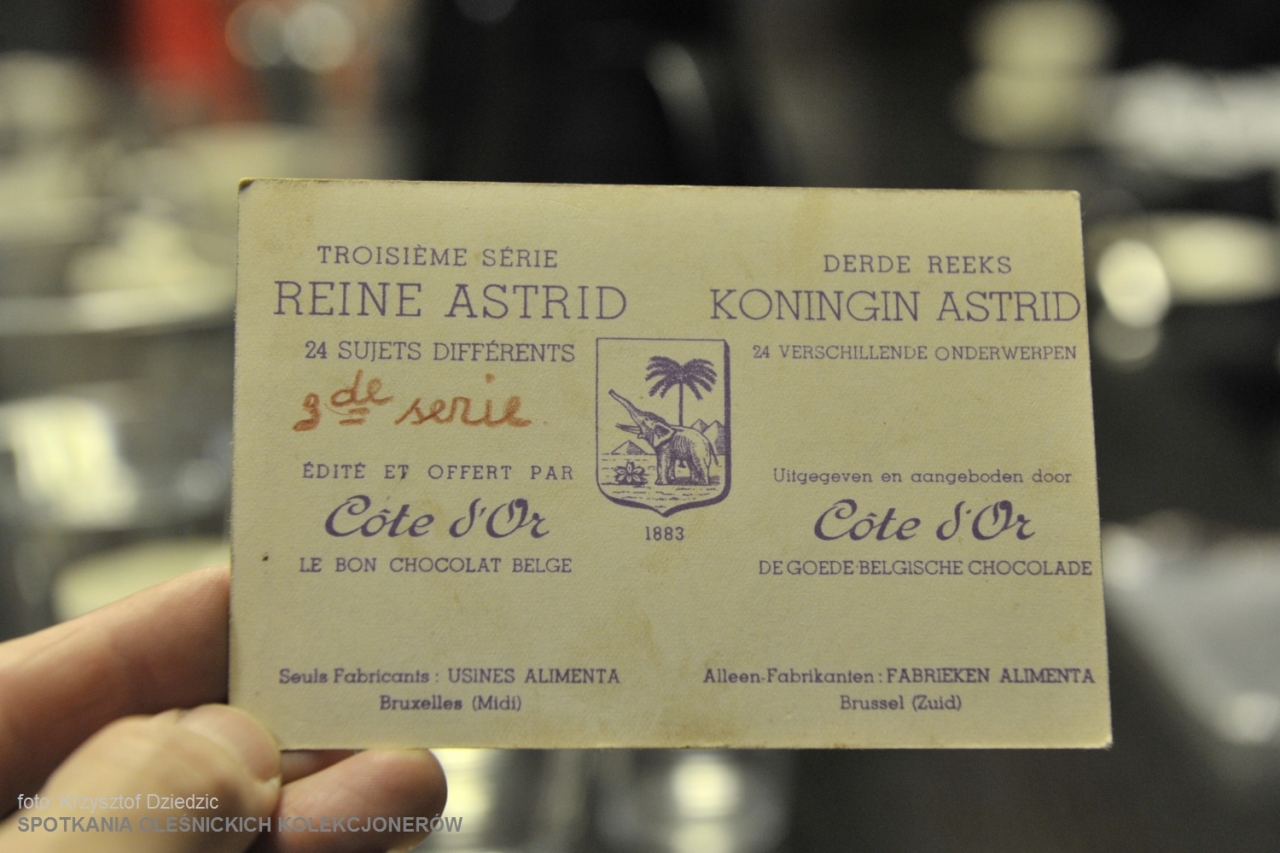 TROISIÈME SÉRIE
REINE ASTRID
24 SUJETS DIFFÉRENTS
3de serie
ÉDITÉ ET OFFERT PAR
Côte d'Or
LE BON CHOCOLAT BELGE
Seuls Fabricants : USINES ALIMENTA
Bruxelles (Midi)
1883
DERDE REEKS
KONINGIN ASTRID
24 VERSCHILLENDE ONDERWERPEN
Uitgegeven en aangeboden door
Côte d'Or
DE GOEDE BELGISCHE CHOCOLADE
Alleen-Fabrikanten : FABRIEKEN ALIMENTA
Brussel (Zuid)
foto: Krzysztof Dziedzic
SPOTKANIA OLEŚNICKICH KOLEKCJONERÓW